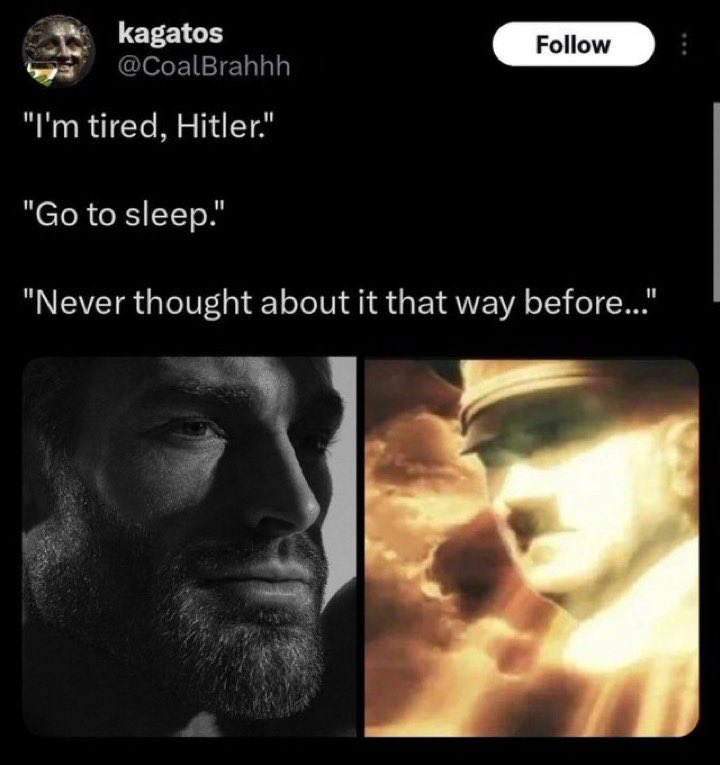 kagatos
@CoalBrahhh
Follow
"I'm tired, Hitler."
"Go to sleep."
"Never thought about it that way before..."